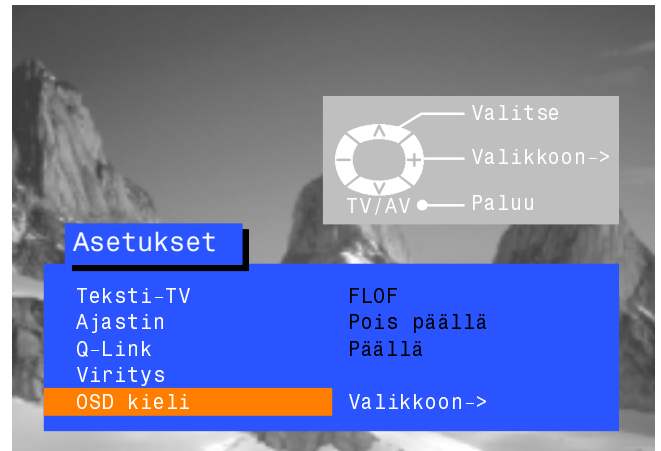 Valitse
Valikkoon->
TV/AV Paluu
Asetukset
Teksti-TV FLOF
Ajastin Pois päällä
Q-Link Päällä
Viritys
OSD kieli Valikkoon->